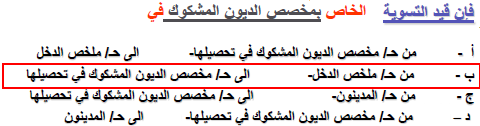 فإن قيد التسوية الخاص بمخصص الديون المشكوك في
أ - من حـ/ مخصص الديون المشكوك في تحصيلها- الى حـ/ ملخص الدخل
ب - من حـ/ ملخص الدخل- الى حـ/ مخصص الديون المشكوك في تحصيلها
ج - من حـ/ المدينون- الى حـ/ مخصص الديون المشكوك في تحصيلها
د – من حـ/ مخصص الديون المشكوك في تحصيلها- الى حـ/ المدينون